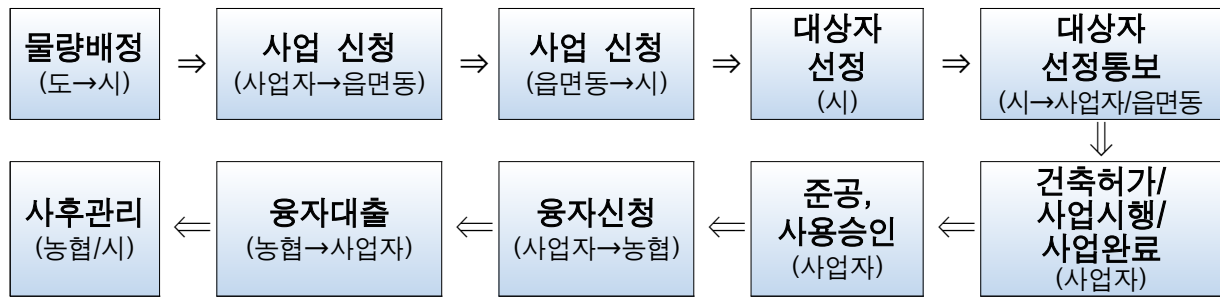 물량배정
(도→시)
⇒
사업 신청
(사업자→읍면동)
⇒
사업 신청
(읍면동→시)
⇒
대상자
선정
(시)
⇒
대상자
선정통보
(시→사업자/읍면동
⇓
건축허가/
사업시행/
사업완료
(사업자)
⇐
준공,
사용승인
(사업자)
⇐
융자신청
(사업자→농협)
⇐
융자대출
(농협→사업자)
⇐
사후관리
(농협/시)